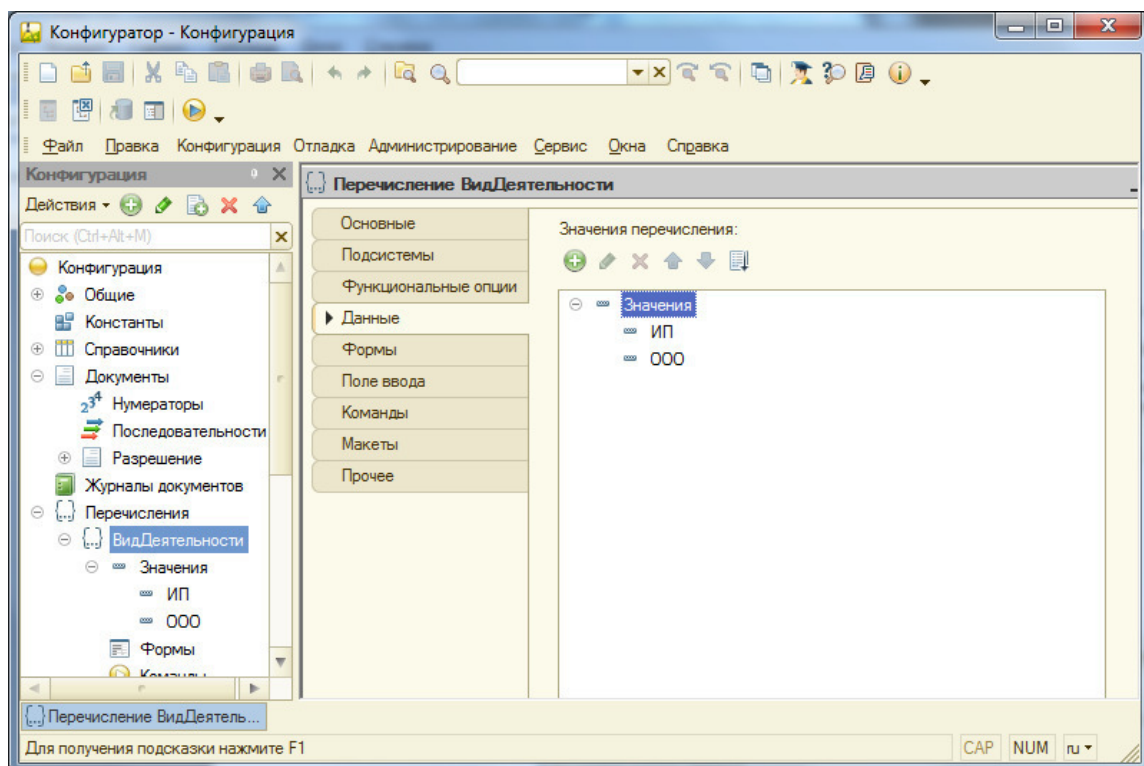 Конфигуратор - Конфигурация
Файл Правка Конфигурация Отладка Администрирование Сервис Окна Справка
Конфигурация
Действия
Поиск (Ctrl+Alt+M)
Конфигурация
Общие
Константы
Справочники
Документы
Нумераторы
Последовательности
Разрешение
Журналы документов
Перечисления
ВидДеятельности
Значения
ИП
ООО
Формы
Команды
Перечисление ВидДеятельности
Основные
Подсистемы
Функциональные опции
Данные
Формы
Поле ввода
Команды
Макеты
Прочее
Значения перечисления:
Значения
ИП
ООО
Перечисление ВидДеятель...
Для получения подсказки нажмите F1
CAP NUM ru